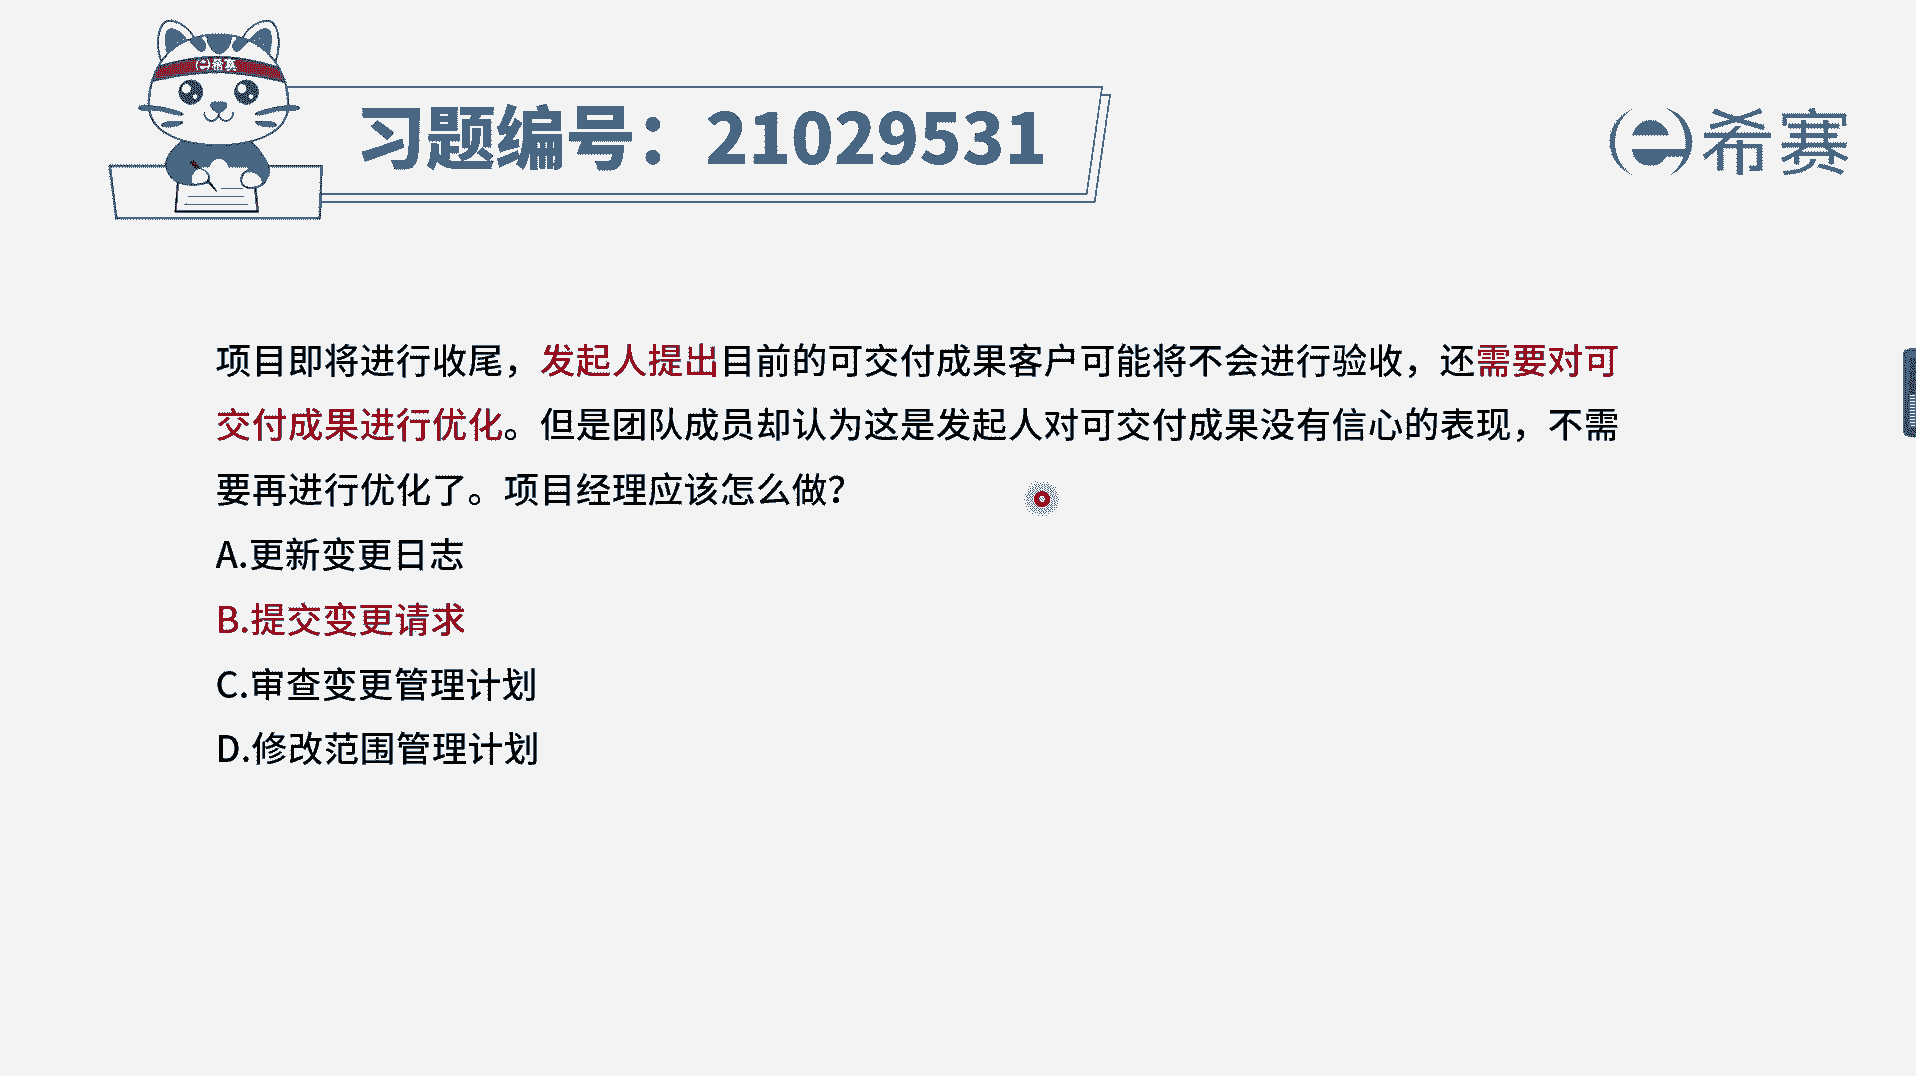 希赛
习题编号：21029531
希赛
项目即将进行收尾，发起人提出目前的可交付成果客户可能将不会进行验收，还需要对可
交付成果进行优化。但是团队成员却认为这是发起人对可交付成果没有信心的表现，不需
要再进行优化了。项目经理应该怎么做？
A.更新变更日志
B.提交变更请求
C.审查变更管理计划
D.修改范围管理计划